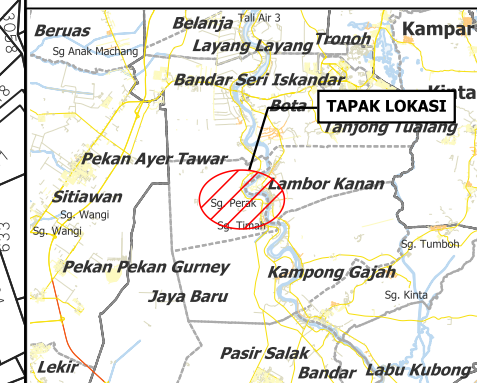 Belanja
Tali Air 3
Beruas
Kampar
Tronoh
Layang Layang
Sg Anak Machang
Bandar Seri Iskandar
Kinta
Bota
TAPAK LOKASI
Tanjong Tualang
Pekan Ayer Tawar
Lambor Kanan
Sitiawan
Sg. Perak
Sg. Wangi
Sg. Timah
Sg. Wangi
Sg. Tumboh
Pekan Pekan Gurney
Kampong Gajah
Jaya Baru
Sg. Kinta
Pasir Salak
Lekir
Bandar
Labu Kubong
633